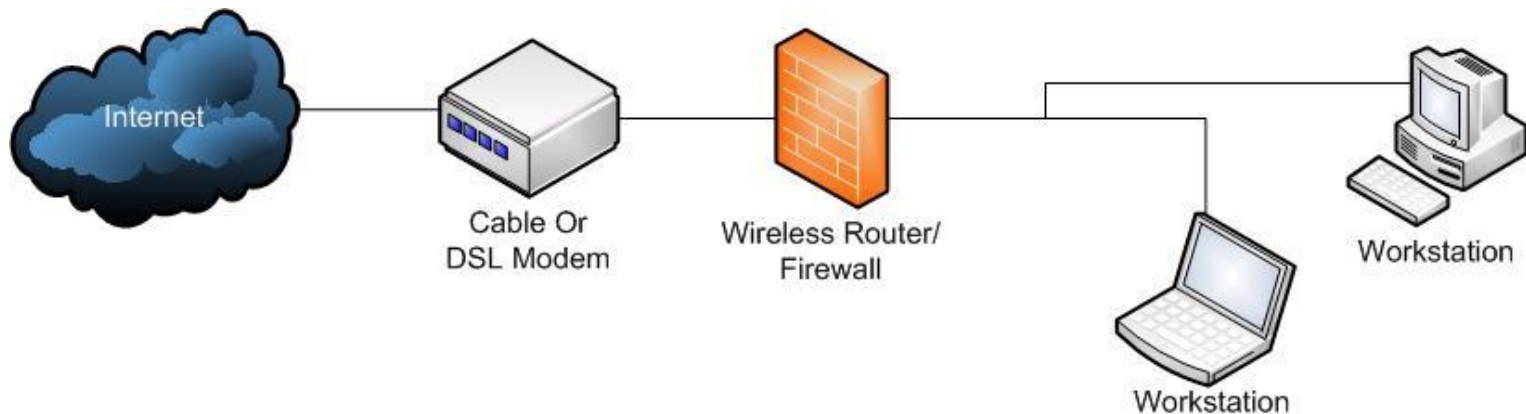 Internet
Cable Or
DSL Modem
Wireless Router/
Firewall
Workstation
Workstation